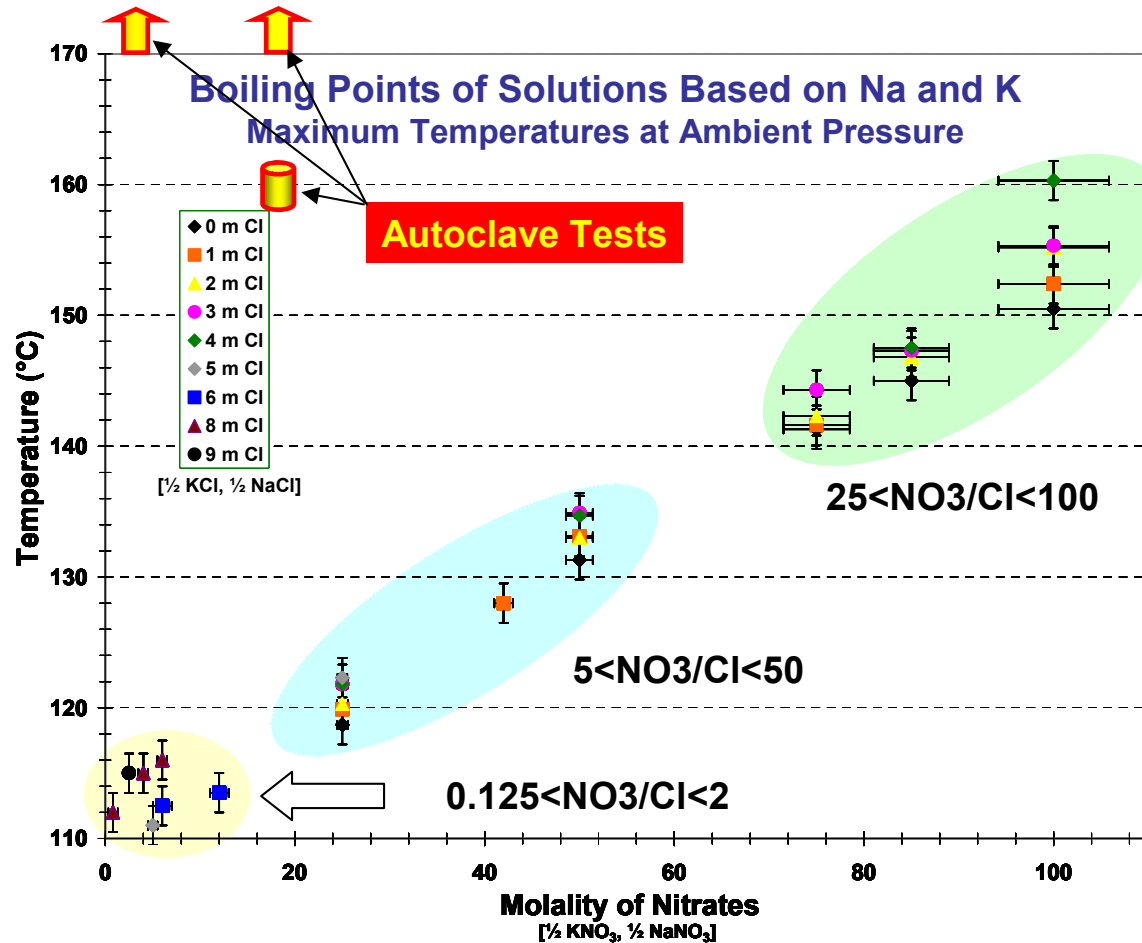 Boiling Points of Solutions Based on Na and K
Maximum Temperatures at Ambient Pressure
Autoclave Tests
0 m Cl
1 m Cl
2 m Cl
3 m Cl
4 m Cl
5 m Cl
6 m Cl
8 m Cl
9 m Cl
[½ KCl, ½ NaCl]
25<NO3/Cl<100
5<NO3/Cl<50
0.125<NO3/Cl<2
Temperature (°C)
170
160
150
140
130
120
110
0 20 40 60 80 100
Molality of Nitrates
[½ KNO₃, ½ NaNO₃]